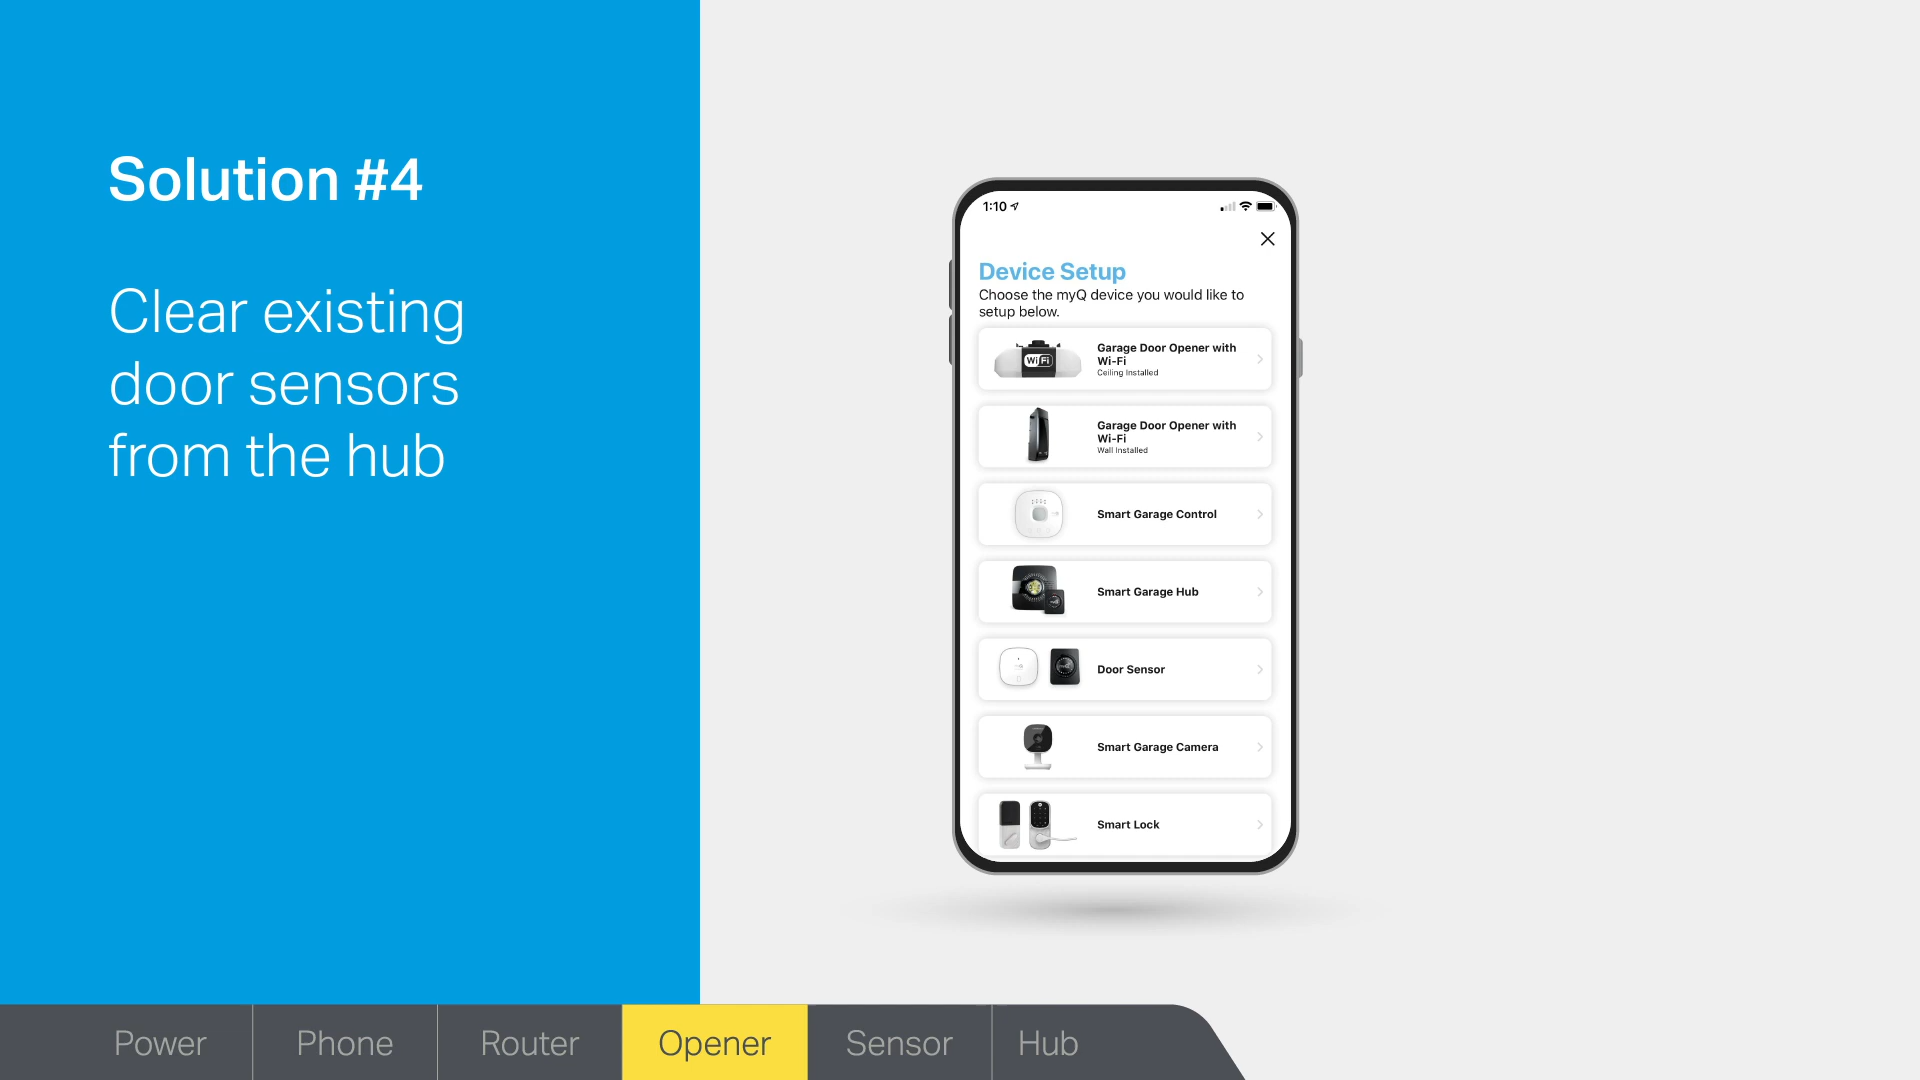 Solution #4
Clear existing
door sensors
from the hub
1:10
Device Setup
Choose the myQ device you would like to
setup below.
WiFi
Garage Door Opener with
Wi-Fi
Ceiling Installed
Garage Door Opener with
Wi-Fi
Wall Installed
Smart Garage Control
Smart Garage Hub
Door Sensor
Smart Garage Camera
Smart Lock
Power
Phone
Router
Opener
Sensor
Hub